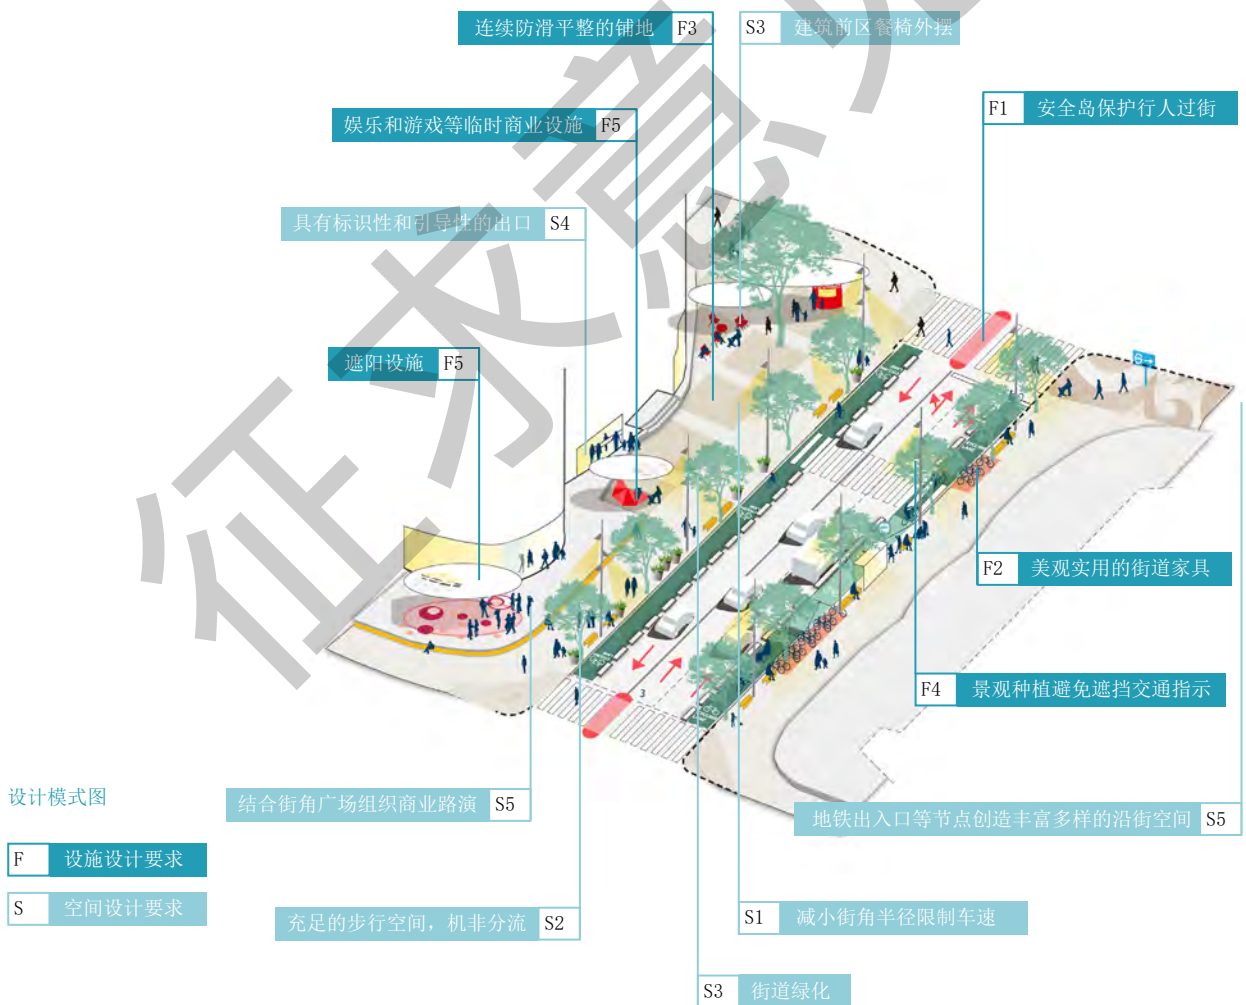 连续防滑平整的铺地 F3
S3 建筑前区餐椅外摆
F1 安全岛保护行人过街
娱乐和游戏等临时商业设施 F5
具有标识性和引导性的出口 S4
遮阳设施 F5
F2 美观实用的街道家具
F4 景观种植避免遮挡交通指示
3
设计模式图
结合街角广场组织商业路演 S5
地铁出入口等节点创造丰富多样的沿街空间 S5
F 设施设计要求
S 空间设计要求
充足的步行空间，机非分流 S2
S1 减小街角半径限制车速
S3 街道绿化
征求意